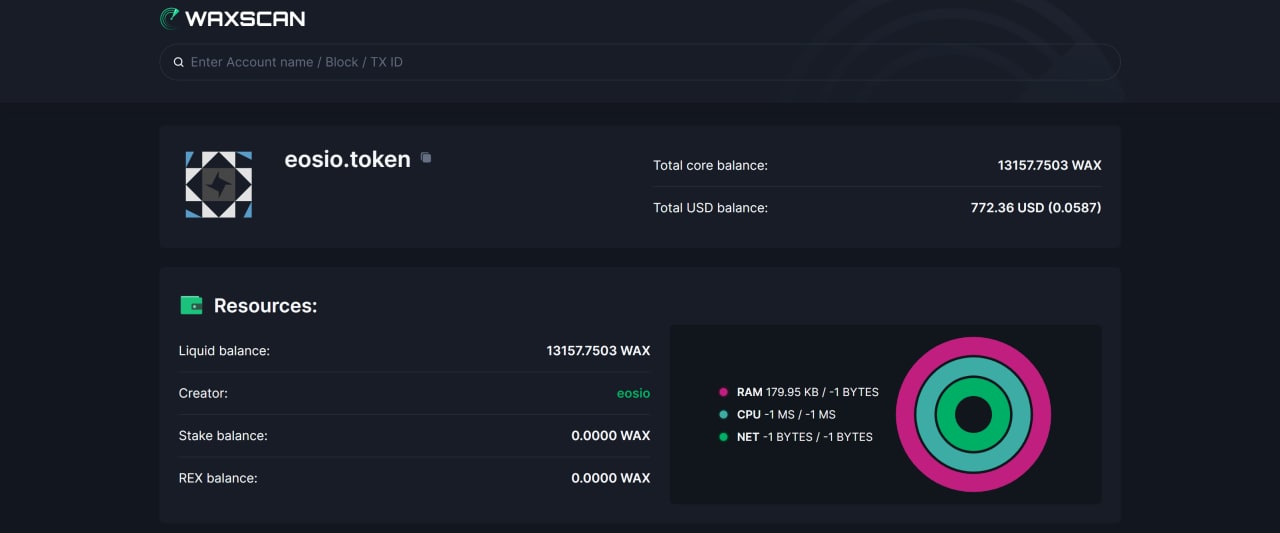 WAXSCAN
Enter Account name / Block / TX ID
eosio.token
Total core balance: 13157.7503 WAX
Total USD balance: 772.36 USD (0.0587)
Resources:
Liquid balance: 13157.7503 WAX
Creator: eosio
Stake balance: 0.0000 WAX
REX balance: 0.0000 WAX
RAM 179.95 KB / -1 BYTES
CPU -1 MS / -1 MS
NET -1 BYTES / -1 BYTES